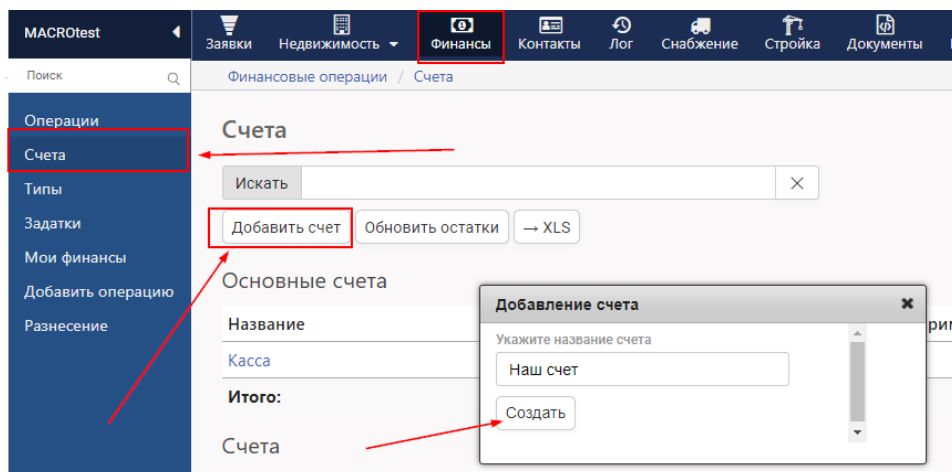 MACROtest
Заявки
Недвижимость
Финансы
Контакты
Лог
Снабжение
Стройка
Документы
Поиск
Финансовые операции / Счета
Операции
Счета
Типы
Задатки
Мои финансы
Добавить операцию
Разнесение
Счета
Искать
Добавить счет
Обновить остатки
→ XLS
Основные счета
Название
Касса
Итого:
Счета
Добавление счета
Укажите название счета
Наш счет
Создать